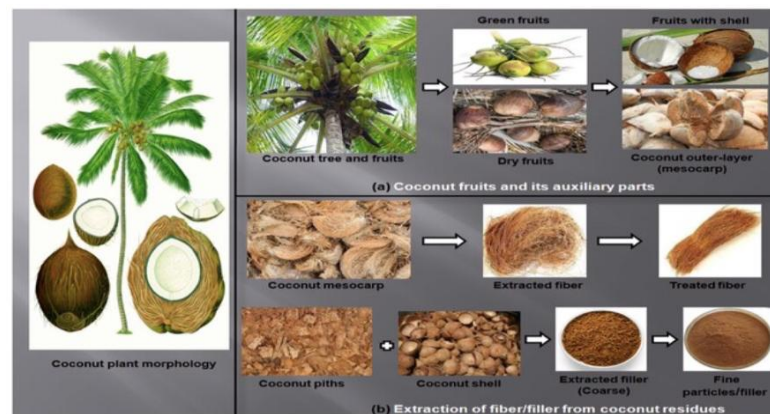 Green fruits
Fruits with shell
Coconut tree and fruits
Dry fruits
Coconut outer-layer
(mesocarp)
(a) Coconut fruits and its auxiliary parts
Coconut plant morphology
Coconut mesocarp
Extracted fiber
Treated fiber
Coconut piths
Coconut shell
Extracted filler
(Coarse)
Fine
particles/filler
(b) Extraction of fiber/filler from coconut residues